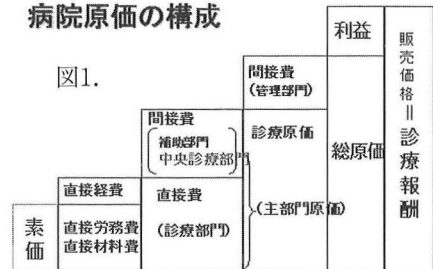 病院原価の構成
図1.
利益
販売価格＝診療報酬
間接費
(管理部門)
総原価
間接費
補助部門
中央診療部門
診療原価
(主部門原価)
直接経費
直接費
(診療部門)
素価
直接労務費
直接材料費